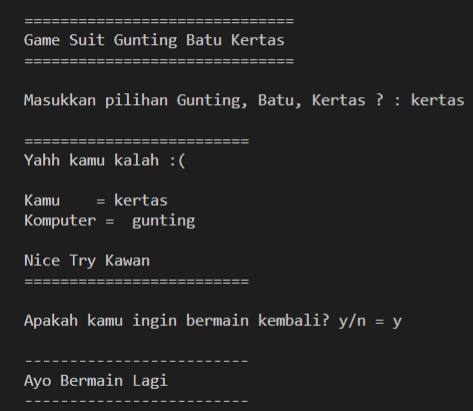 ==============================
Game Suit Gunting Batu Kertas
==============================
Masukkan pilihan Gunting, Batu, Kertas ? : kertas
=========================
Yahh kamu kalah :(
Kamu    = kertas
Komputer =  gunting
Nice Try Kawan
=========================
Apakah kamu ingin bermain kembali? y/n = y
-------------------------
Ayo Bermain Lagi
-------------------------